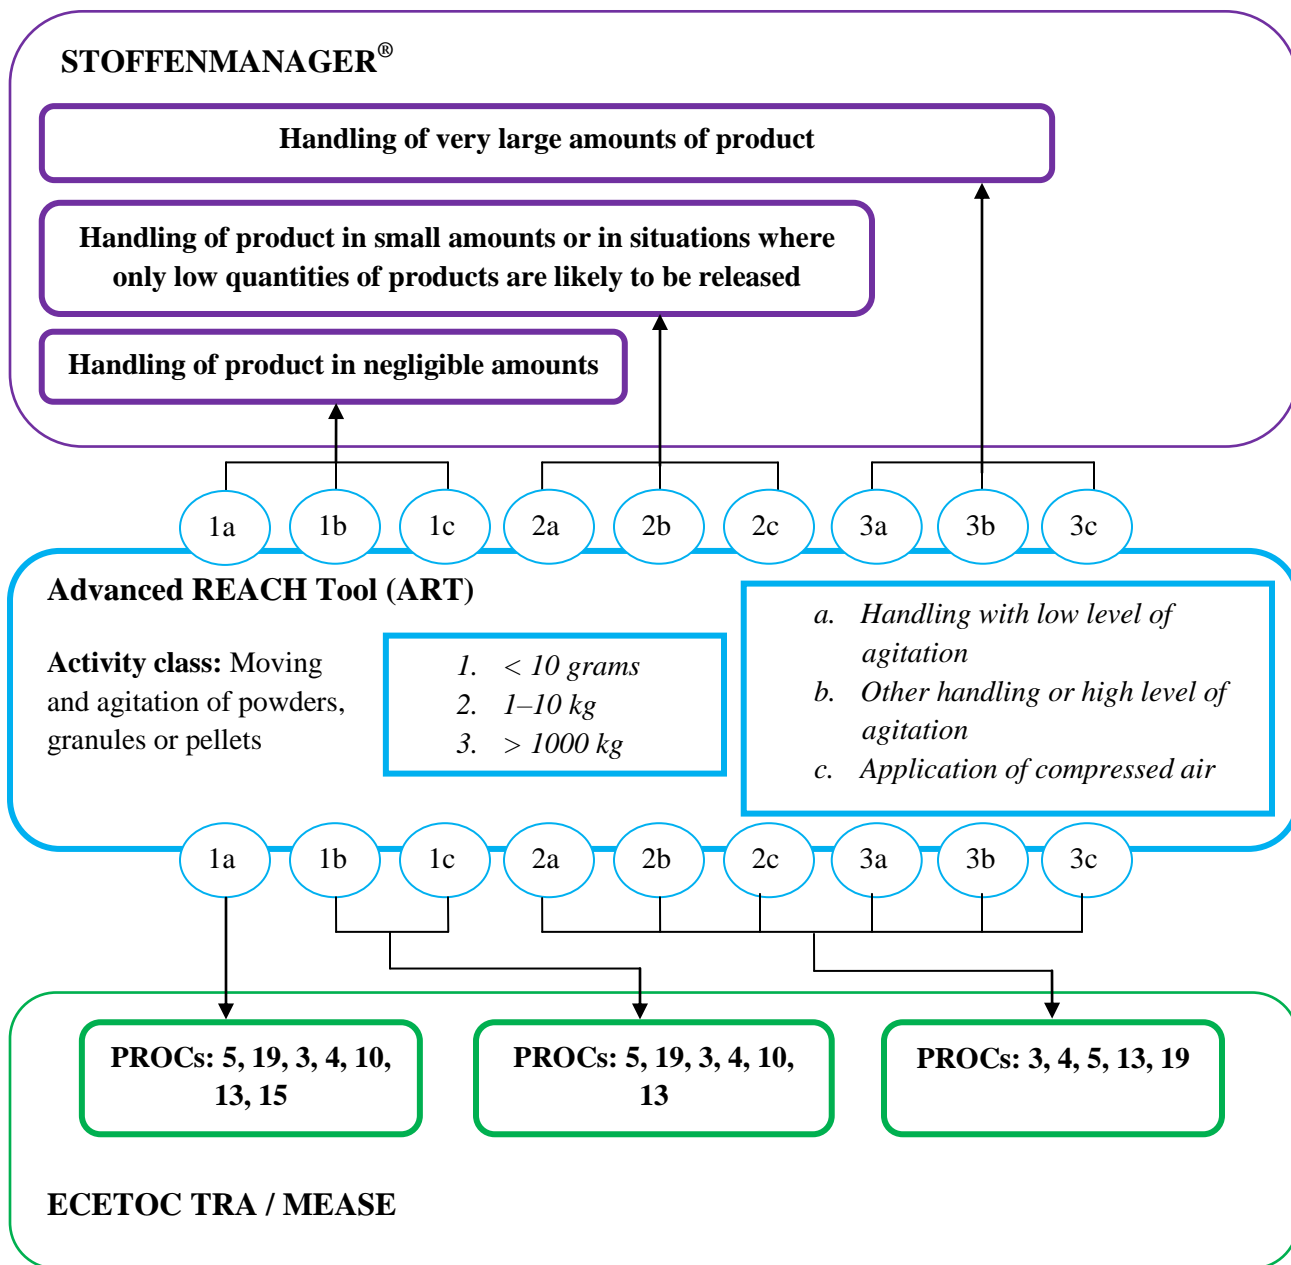 STOFFENMANAGER®
Handling of very large amounts of product
Handling of product in small amounts or in situations where
only low quantities of products are likely to be released
Handling of product in negligible amounts
1a 1b 1c 2a 2b 2c 3a 3b 3c
Advanced REACH Tool (ART)
Activity class: Moving
and agitation of powders,
granules or pellets
1. < 10 grams
2. 1–10 kg
3. > 1000 kg
a. Handling with low level of
agitation
b. Other handling or high level of
agitation
c. Application of compressed air
1a 1b 1c 2a 2b 2c 3a 3b 3c
PROCs: 5, 19, 3, 4, 10,
13, 15
PROCs: 5, 19, 3, 4, 10,
13
PROCs: 3, 4, 5, 13, 19
ECETOC TRA / MEASE